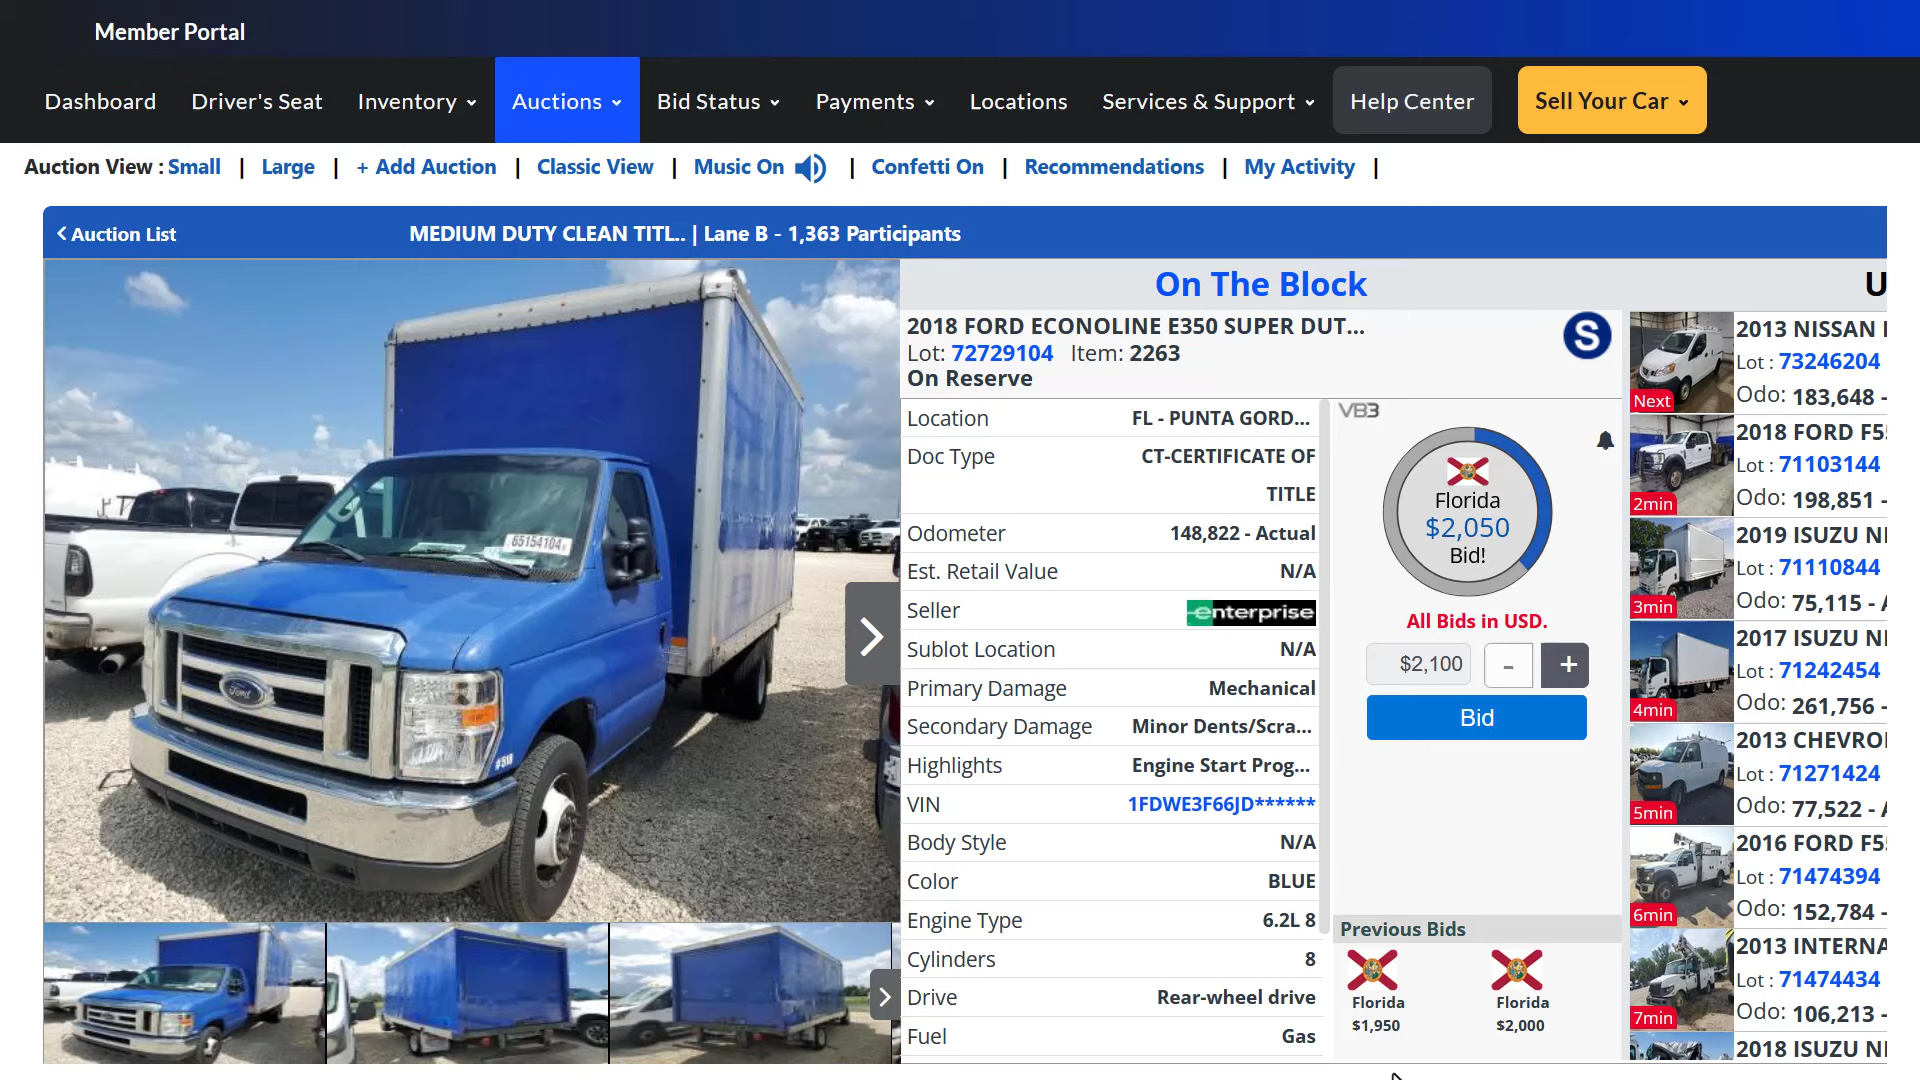 Member Portal
Dashboard Driver's Seat Inventory Auctions Bid Status Payments Locations Services & Support Help Center Sell Your Car
Auction View : Small | Large | + Add Auction | Classic View | Music On | Confetti On | Recommendations | My Activity |
Auction List
MEDIUM DUTY CLEAN TITL.. | Lane B - 1,363 Participants
65154104
Ford
#518
On The Block
2018 FORD ECONOLINE E350 SUPER DUT...
Lot: 72729104 Item: 2263
On Reserve
S
Location FL - PUNTA GORD...
Doc Type CT-CERTIFICATE OF
TITLE
Odometer 148,822 - Actual
Est. Retail Value N/A
Seller enterprise
Sublot Location N/A
Primary Damage Mechanical
Secondary Damage Minor Dents/Scra...
Highlights Engine Start Prog...
VIN 1FDWE3F66JD******
Body Style N/A
Color BLUE
Engine Type 6.2L 8
Cylinders 8
Drive Rear-wheel drive
Fuel Gas
VB3
Florida
$2,050
Bid!
All Bids in USD.
$2,100 - +
Bid
Previous Bids
Florida
$1,950
Florida
$2,000
U
2013 NISSAN
Lot : 73246204
Odo: 183,648 -
Next
2018 FORD F5
Lot : 71103144
Odo: 198,851 -
2min
2019 ISUZU N
Lot : 71110844
Odo: 75,115 - A
3min
2017 ISUZU N
Lot : 71242454
Odo: 261,756 -
4min
2013 CHEVRO
Lot : 71271424
Odo: 77,522 - A
5min
2016 FORD F5
Lot : 71474394
Odo: 152,784 -
6min
2013 INTERNA
Lot : 71474434
Odo: 106,213 -
7min
2018 ISUZU N